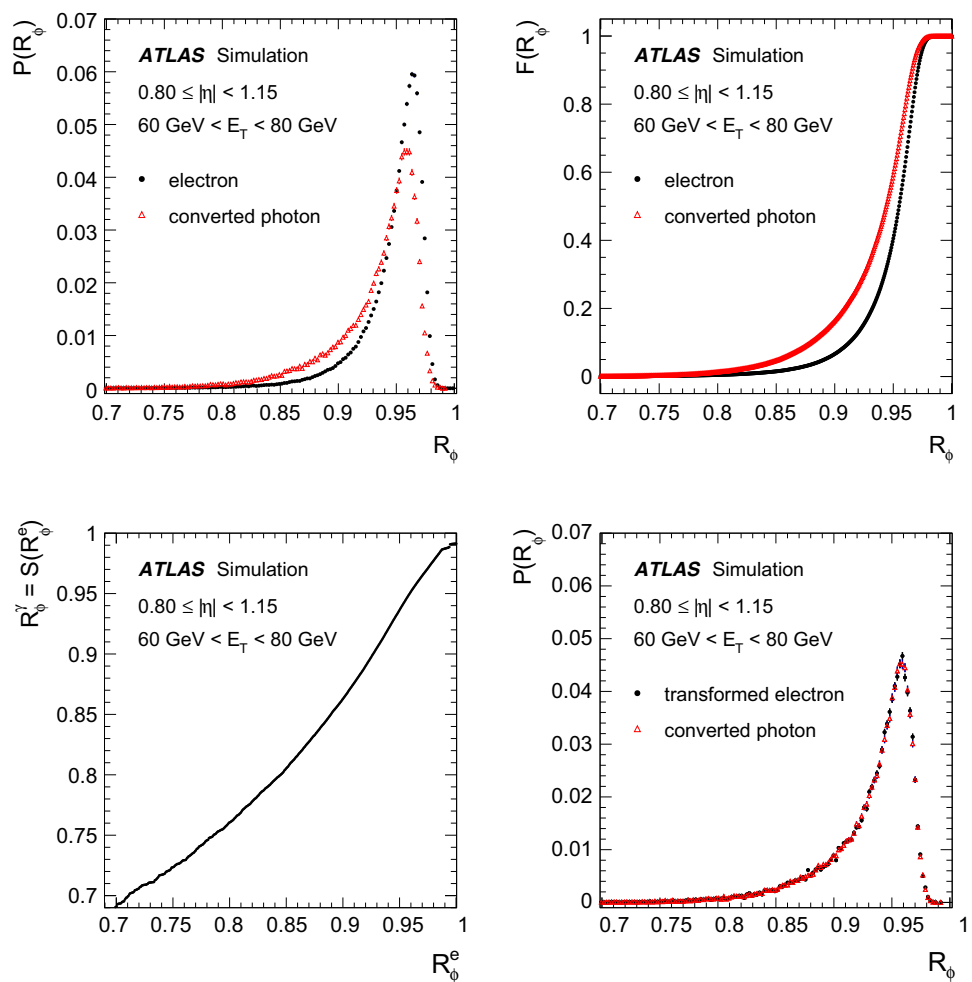 P(R_ϕ)
0.07
0.06
0.05
0.04
0.03
0.02
0.01
0
ATLAS Simulation
0.80 ≤ |η| < 1.15
60 GeV < E_T < 80 GeV
electron
converted photon
0.7 0.75 0.8 0.85 0.9 0.95 1
R_ϕ
F(R_ϕ)
1
0.8
0.6
0.4
0.2
0
ATLAS Simulation
0.80 ≤ |η| < 1.15
60 GeV < E_T < 80 GeV
electron
converted photon
0.7 0.75 0.8 0.85 0.9 0.95 1
R_ϕ
R_ϕ^γ = S(R_ϕ^e)
1
0.95
0.9
0.85
0.8
0.75
0.7
ATLAS Simulation
0.80 ≤ |η| < 1.15
60 GeV < E_T < 80 GeV
0.7 0.75 0.8 0.85 0.9 0.95 1
R_ϕ^e
P(R_ϕ)
0.07
0.06
0.05
0.04
0.03
0.02
0.01
0
ATLAS Simulation
0.80 ≤ |η| < 1.15
60 GeV < E_T < 80 GeV
transformed electron
converted photon
0.7 0.75 0.8 0.85 0.9 0.95 1
R_ϕ